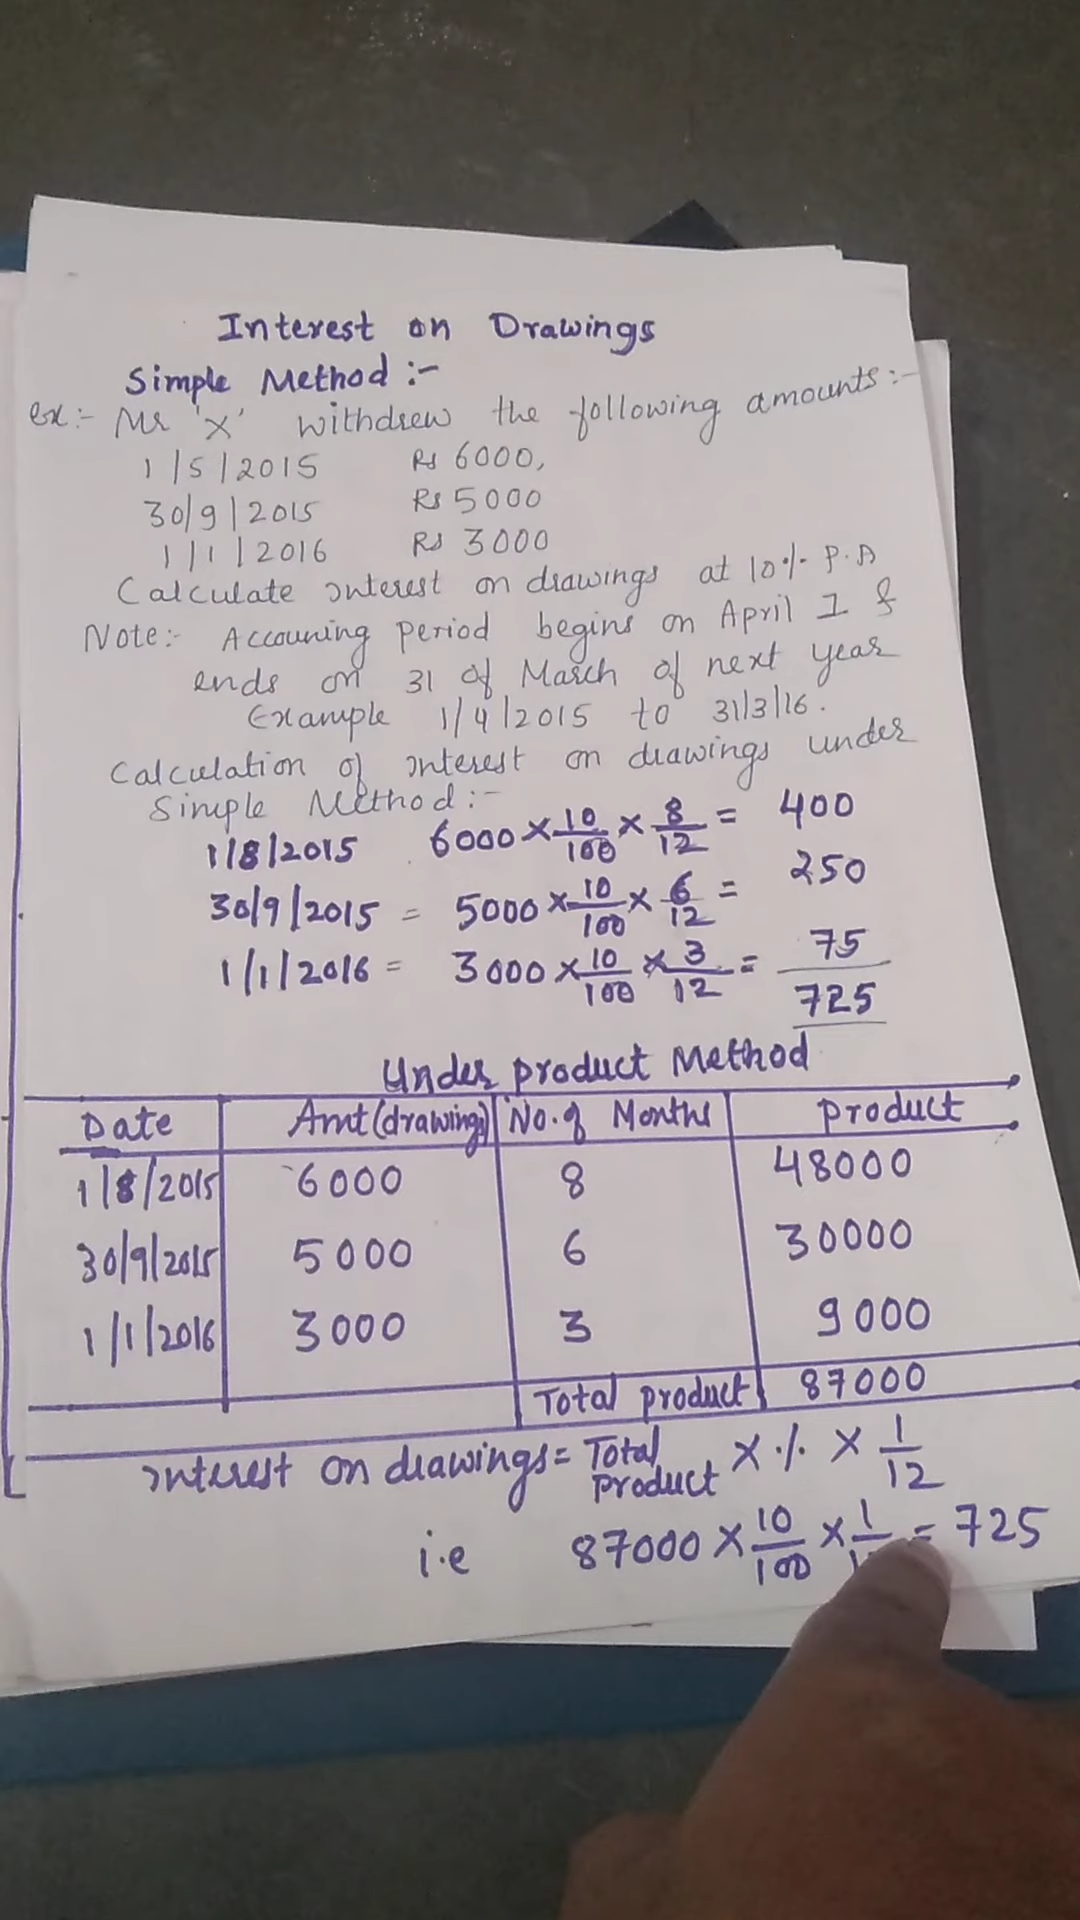 Interest on Drawings
Simple Method :-
ex:- Mr 'X' withdrew the following amounts :-
1/5/2015 Rs 6000,
30/9/2015 Rs 5000
1/1/2016 Rs 3000
Calculate interest on drawings at 10% P.A
Note:- Accouning period begins on April 1 &
ends on 31 of March of next year
Example 1/4/2015 to 31/3/16.
Calculation of interest on drawings under
Simple Method :-
1/8/2015 6000 × 10/100 × 8/12 = 400
30/9/2015 = 5000 × 10/100 × 6/12 = 250
1/1/2016 = 3000 × 10/100 × 3/12 = 75
725
Under product Method
Date Amt (drawings) No. of Months product
1/8/2015 6000 8 48000
30/9/2015 5000 6 30000
1/1/2016 3000 3 9000
Total product 87000
interest on drawings = Total product × % × 1/12
i.e 87000 × 10/100 × 1/1 = 725